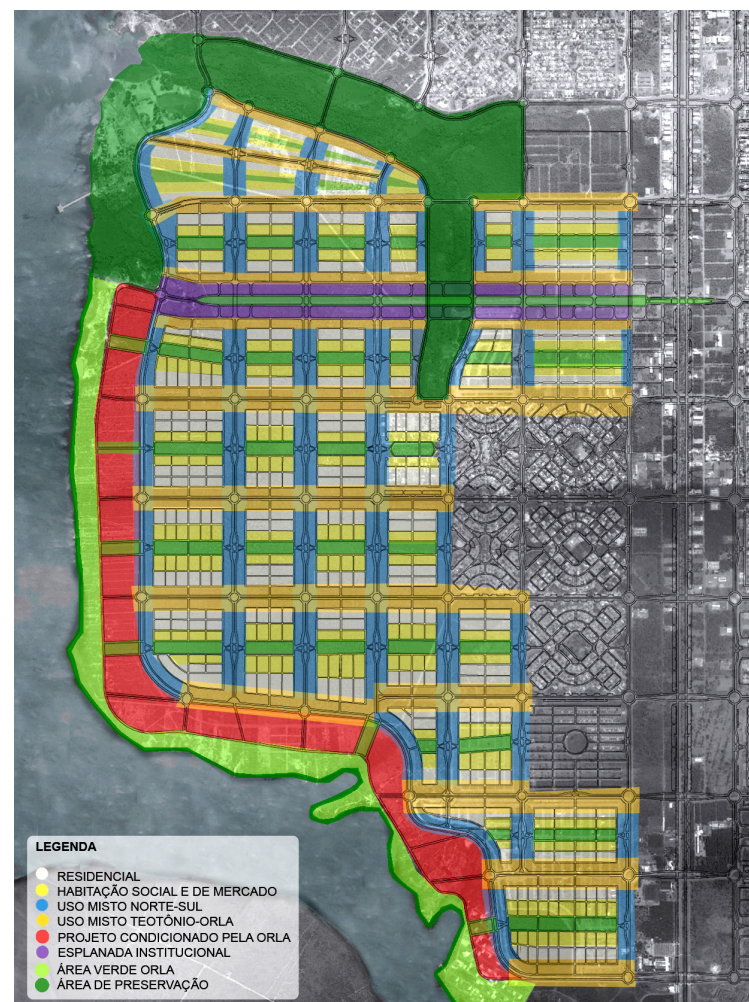 LEGENDA
RESIDENCIAL
HABITAÇÃO SOCIAL E DE MERCADO
USO MISTO NORTE-SUL
USO MISTO TEOTÔNIO-ORLA
PROJETO CONDICIONADO PELA ORLA
ESPLANADA INSTITUCIONAL
ÁREA VERDE ORLA
ÁREA DE PRESERVAÇÃO